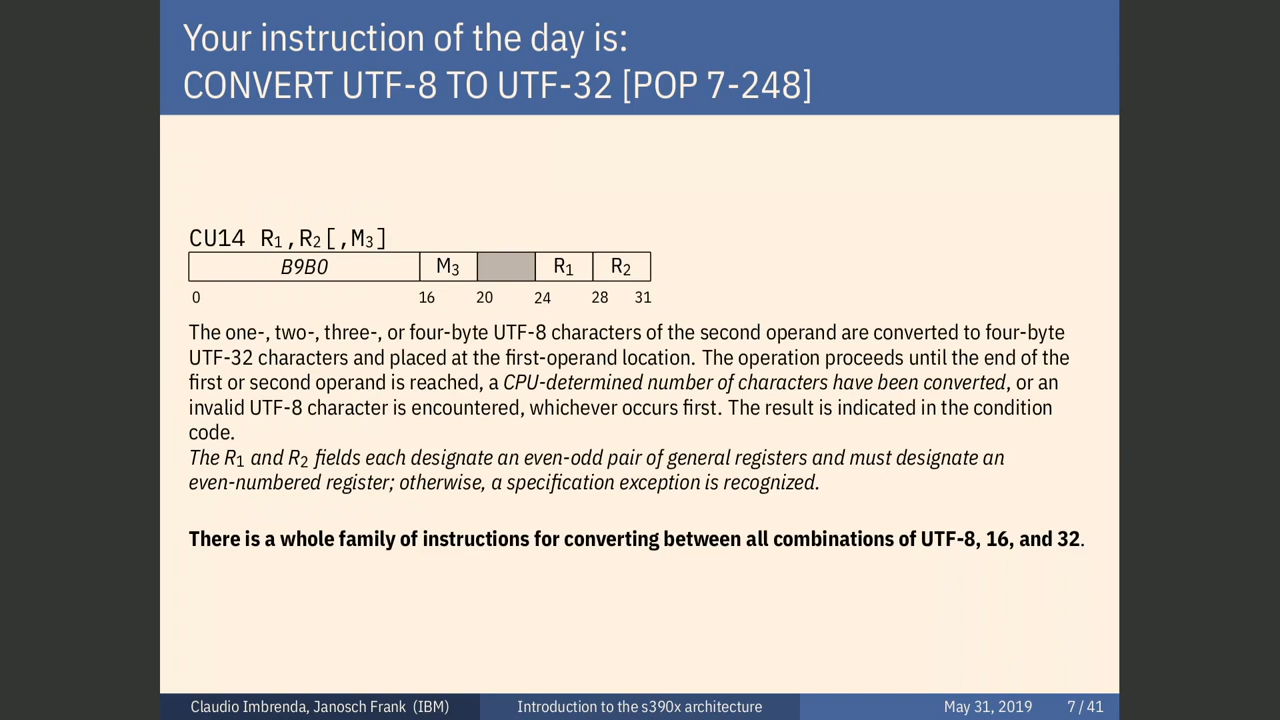 Your instruction of the day is:
CONVERT UTF-8 TO UTF-32 [POP 7-248]
CU14 R₁,R₂[,M₃]
B9B0 M₃ R₁ R₂
0 16 20 24 28 31
The one-, two-, three-, or four-byte UTF-8 characters of the second operand are converted to four-byte
UTF-32 characters and placed at the first-operand location. The operation proceeds until the end of the
first or second operand is reached, a CPU-determined number of characters have been converted, or an
invalid UTF-8 character is encountered, whichever occurs first. The result is indicated in the condition
code.
The R₁ and R₂ fields each designate an even-odd pair of general registers and must designate an
even-numbered register; otherwise, a specification exception is recognized.
There is a whole family of instructions for converting between all combinations of UTF-8, 16, and 32.
Claudio Imbrenda, Janosch Frank (IBM) Introduction to the s390x architecture May 31, 2019 7 / 41